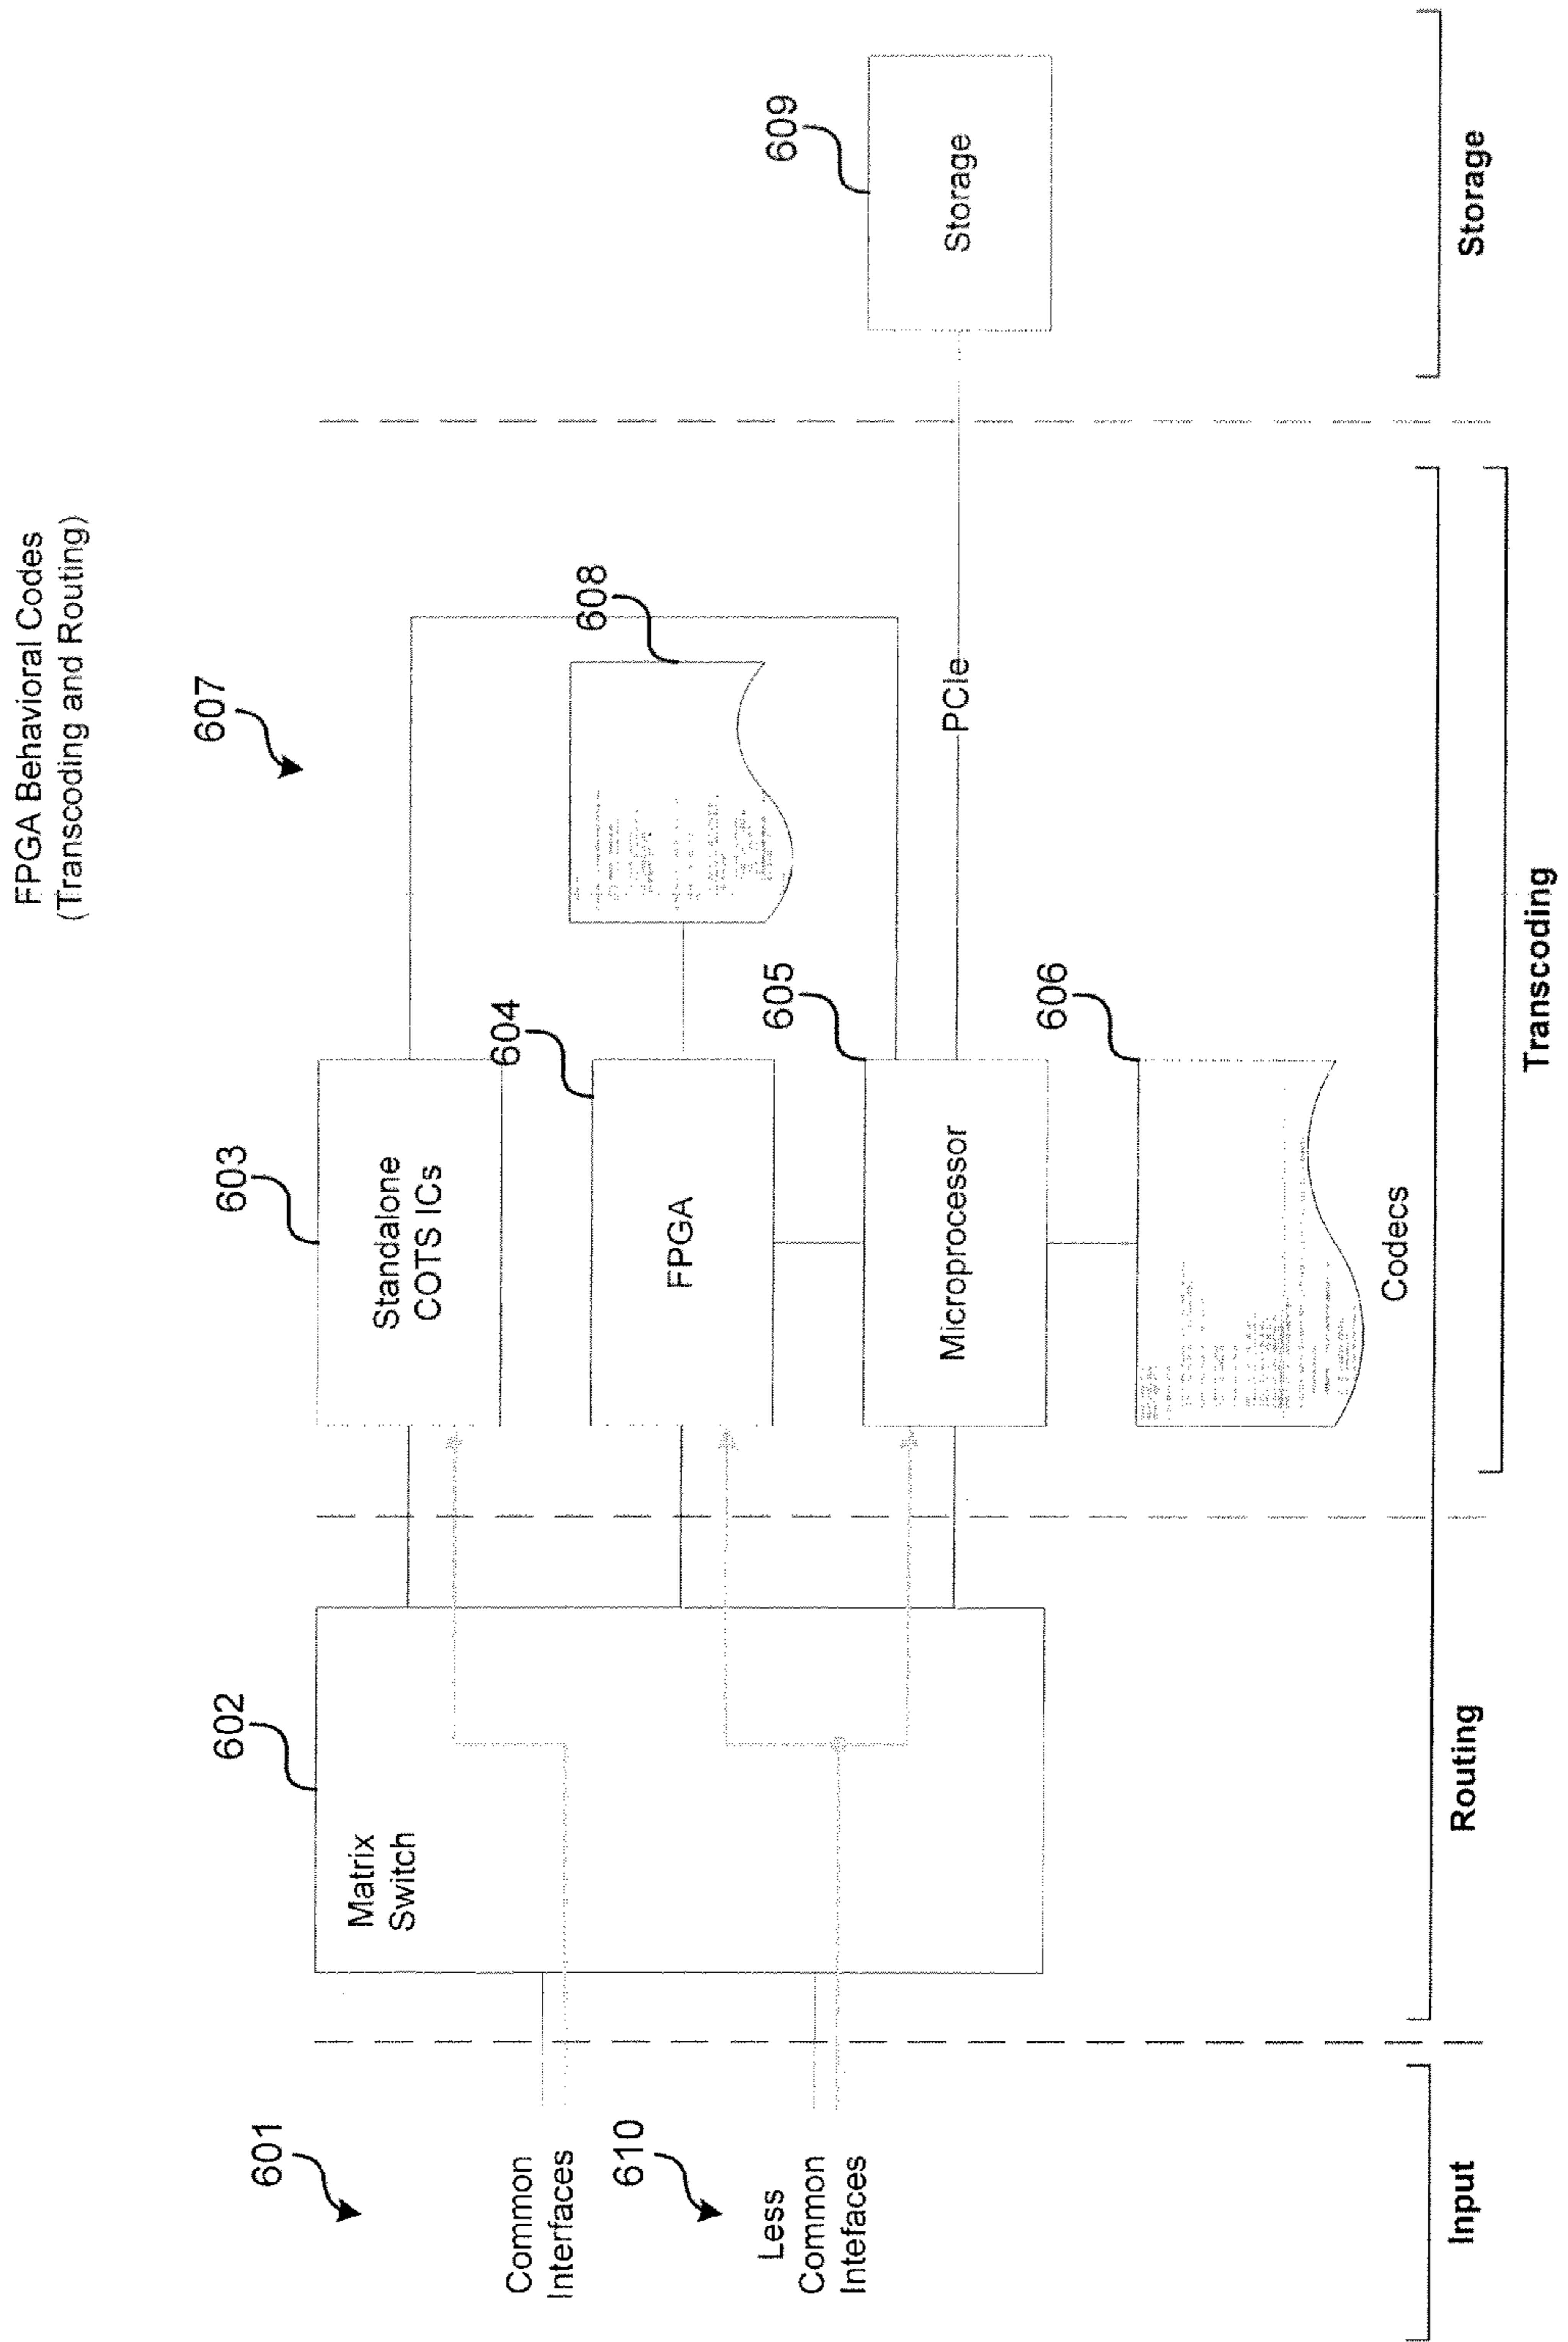 FPGA Behavioral Codes
(Transcoding and Routing)
607
603
Standalone
COTS ICs
602
Matrix
Switch
601
Common
Interfaces
604
FPGA
608
610
Less
Common
Intefaces
605
Microprocessor
PCIe
609
Storage
606
Codecs
Input
Routing
Transcoding
Storage